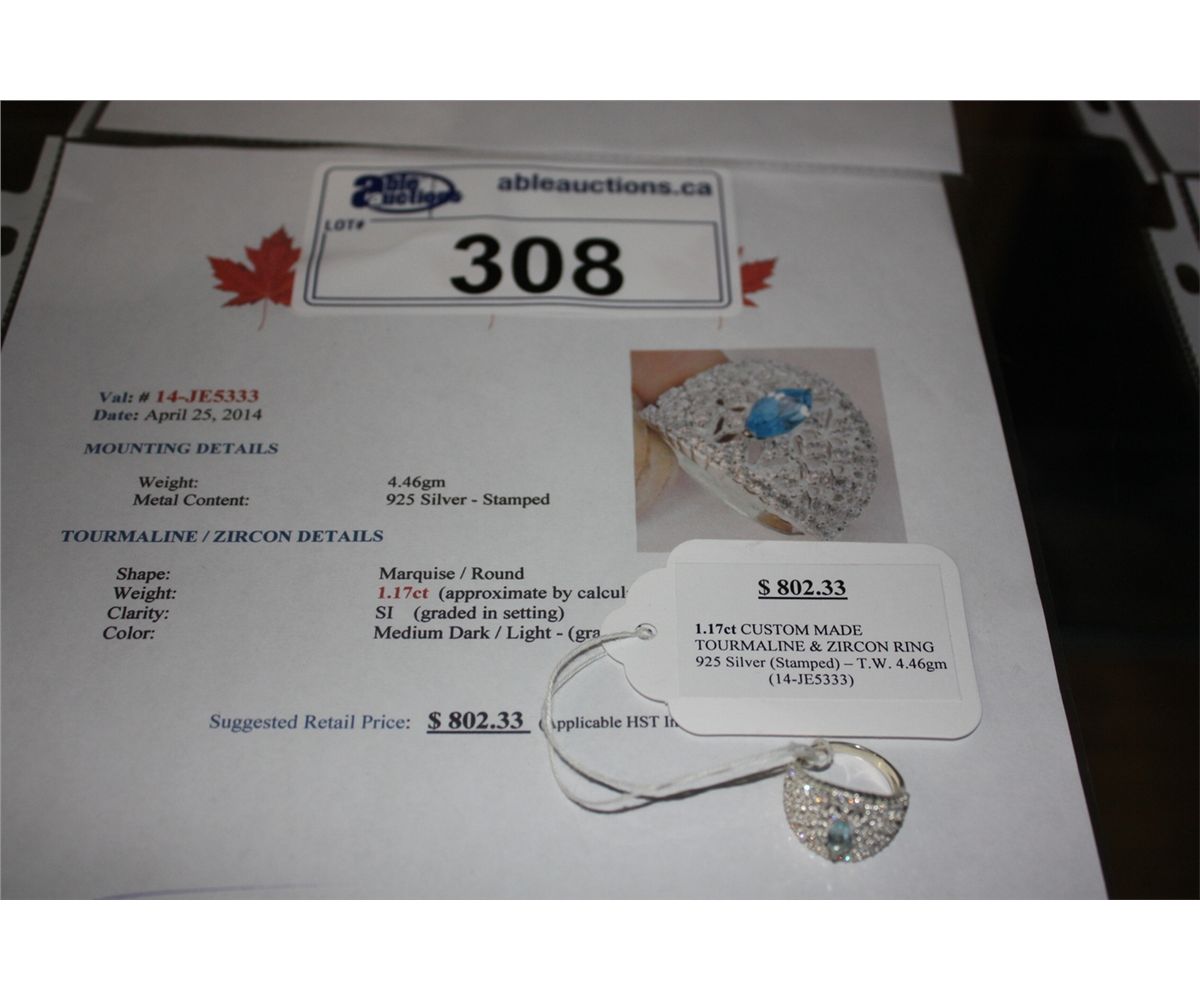 able auctions
ableauctions.ca
LOT#
308
Val: # 14-JE5333
Date: April 25, 2014
MOUNTING DETAILS
Weight: 4.46gm
Metal Content: 925 Silver - Stamped
TOURMALINE / ZIRCON DETAILS
Shape: Marquise / Round
Weight: 1.17ct (approximate by calcul
Clarity: SI (graded in setting)
Color: Medium Dark / Light - (gra
Suggested Retail Price: $ 802.33 (Applicable HST In
$ 802.33
1.17ct CUSTOM MADE
TOURMALINE & ZIRCON RING
925 Silver (Stamped) – T.W. 4.46gm
(14-JE5333)